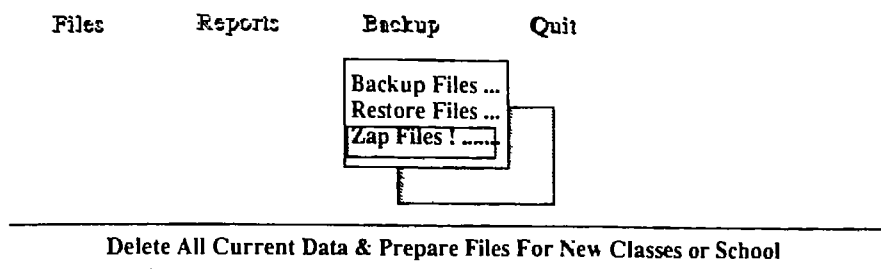 Files Reports Backup Quit
Backup Files ...
Restore Files ...
Zap Files ! ......
Delete All Current Data & Prepare Files For New Classes or School